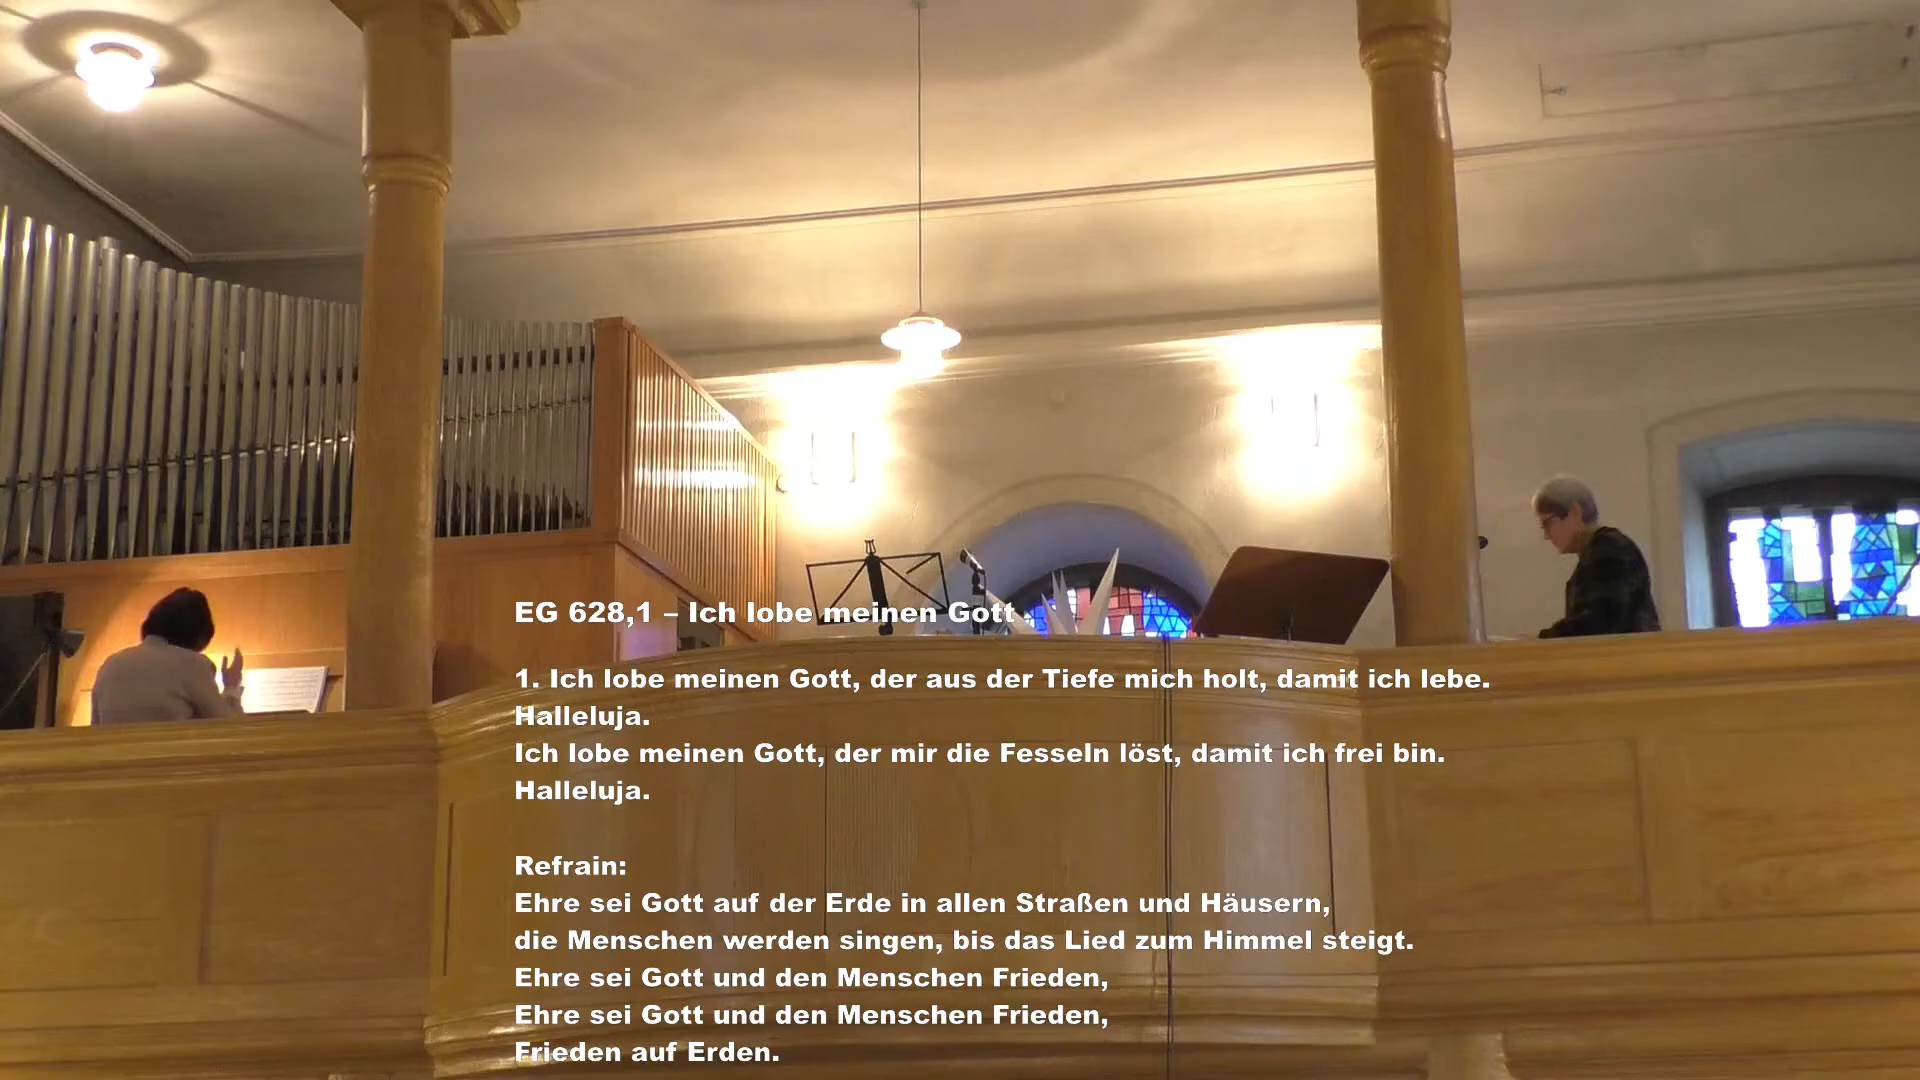 EG 628,1 – Ich lobe meinen Gott
1. Ich lobe meinen Gott, der aus der Tiefe mich holt, damit ich lebe.
Halleluja.
Ich lobe meinen Gott, der mir die Fesseln löst, damit ich frei bin.
Halleluja.
Refrain:
Ehre sei Gott auf der Erde in allen Straßen und Häusern,
die Menschen werden singen, bis das Lied zum Himmel steigt.
Ehre sei Gott und den Menschen Frieden,
Ehre sei Gott und den Menschen Frieden,
Frieden auf Erden.